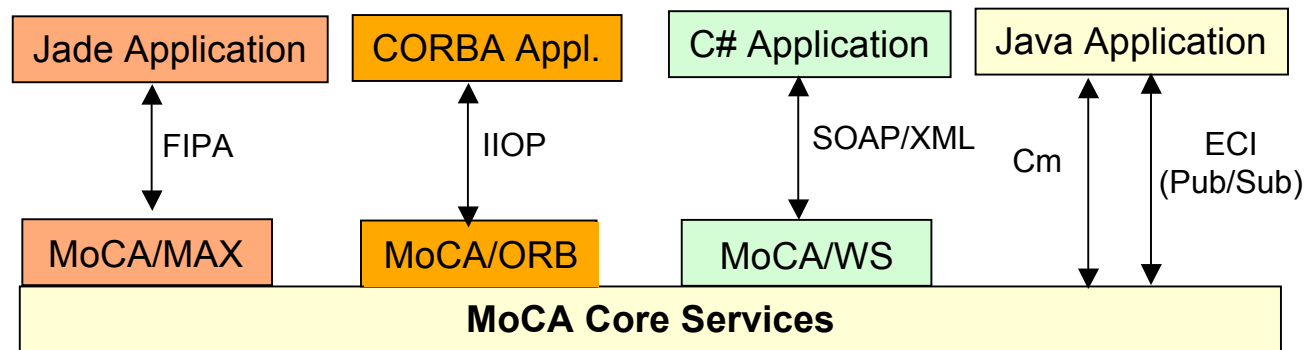 Jade Application
CORBA Appl.
C# Application
Java Application
FIPA
IIOP
SOAP/XML
Cm
ECI
(Pub/Sub)
MoCA/MAX
MoCA/ORB
MoCA/WS
MoCA Core Services